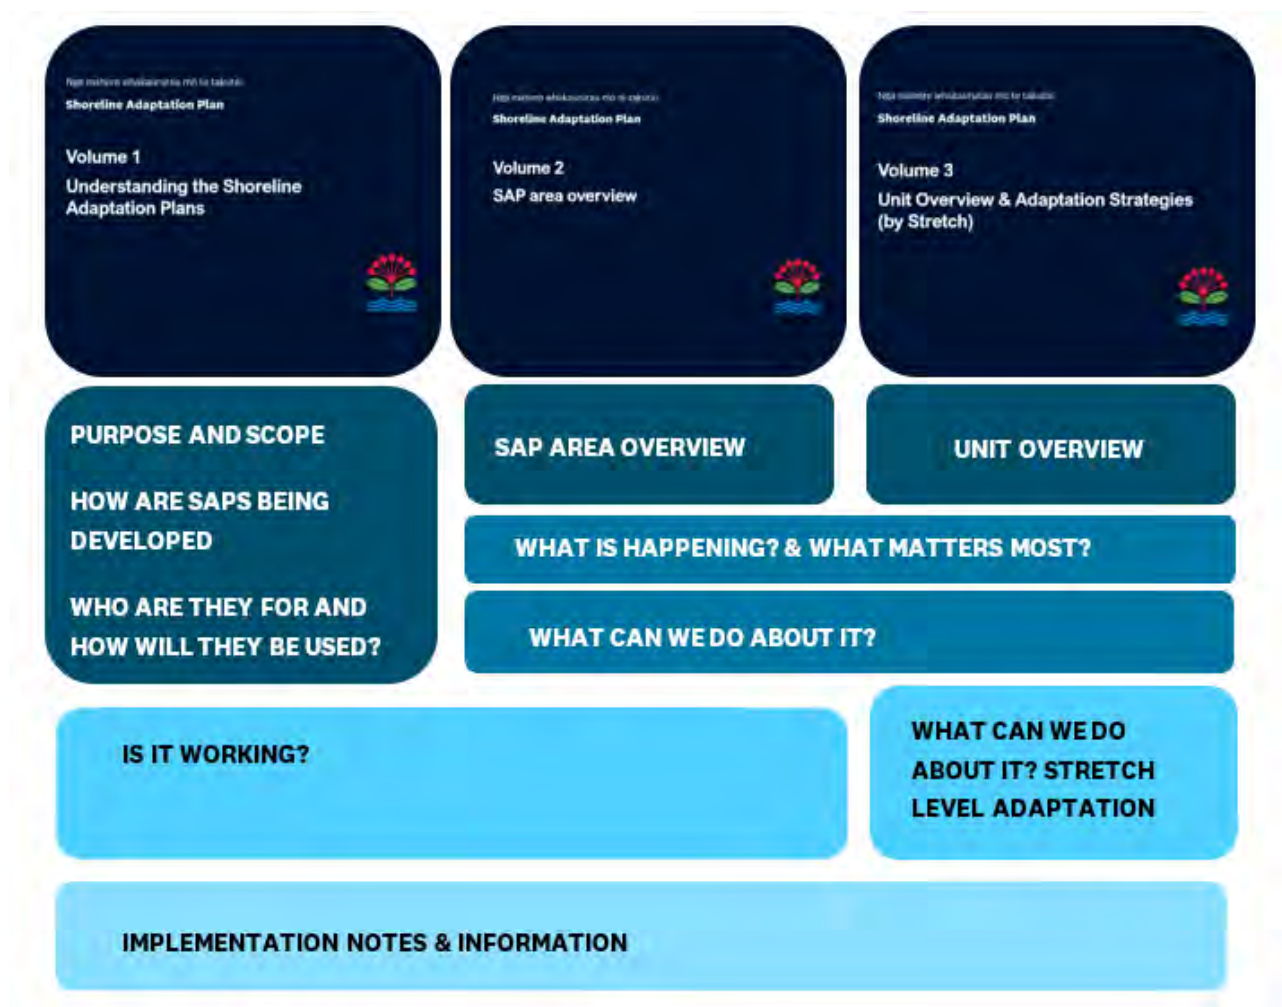 Shoreline Adaptation Plan
Volume 1
Understanding the Shoreline
Adaptation Plans
Shoreline Adaptation Plan
Volume 2
SAP area overview
Shoreline Adaptation Plan
Volume 3
Unit Overview & Adaptation Strategies
(by Stretch)
PURPOSE AND SCOPE
HOW ARE SAPS BEING
DEVELOPED
WHO ARE THEY FOR AND
HOW WILL THEY BE USED?
SAP AREA OVERVIEW
UNIT OVERVIEW
WHAT IS HAPPENING? & WHAT MATTERS MOST?
WHAT CAN WE DO ABOUT IT?
IS IT WORKING?
WHAT CAN WE DO
ABOUT IT? STRETCH
LEVEL ADAPTATION
IMPLEMENTATION NOTES & INFORMATION